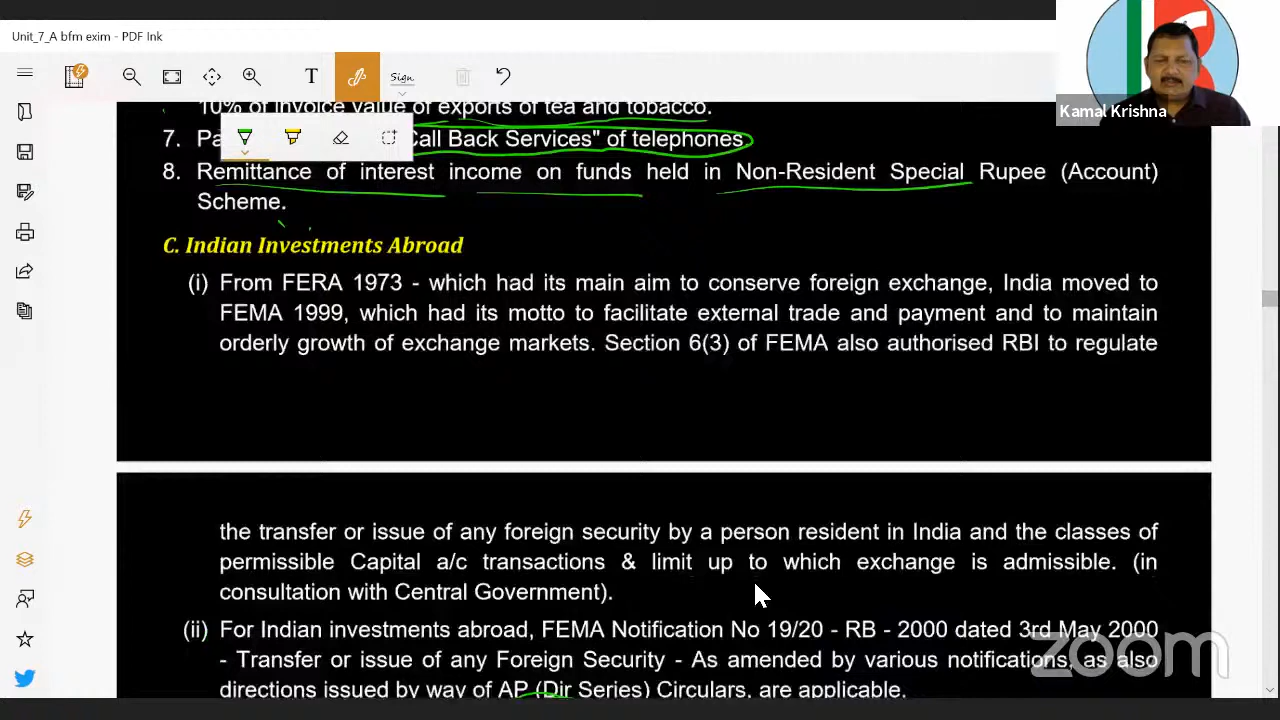 Unit_7_A bfm exim - PDF Ink
T
Sign
Kamal Krishna
10% of invoice value of exports of tea and tobacco.
7. Pa Call Back Services" of telephones.
8. Remittance of interest income on funds held in Non-Resident Special Rupee (Account)
Scheme.
C. Indian Investments Abroad
(i) From FERA 1973 - which had its main aim to conserve foreign exchange, India moved to
FEMA 1999, which had its motto to facilitate external trade and payment and to maintain
orderly growth of exchange markets. Section 6(3) of FEMA also authorised RBI to regulate
the transfer or issue of any foreign security by a person resident in India and the classes of
permissible Capital a/c transactions & limit up to which exchange is admissible. (in
consultation with Central Government).
(ii) For Indian investments abroad, FEMA Notification No 19/20 - RB - 2000 dated 3rd May 2000
- Transfer or issue of any Foreign Security - As amended by various notifications, as also
directions issued by way of AP (Dir Series) Circulars, are applicable.
zoom